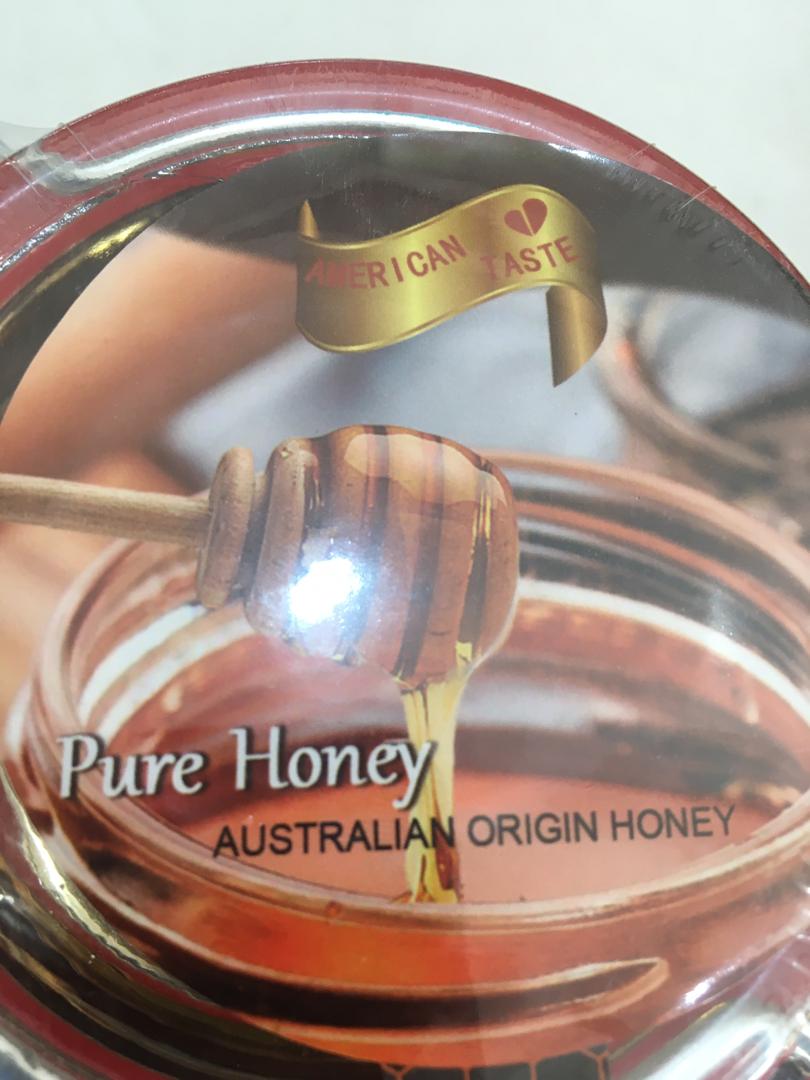 AMERICAN TASTE
Pure Honey
AUSTRALIAN ORIGIN HONEY